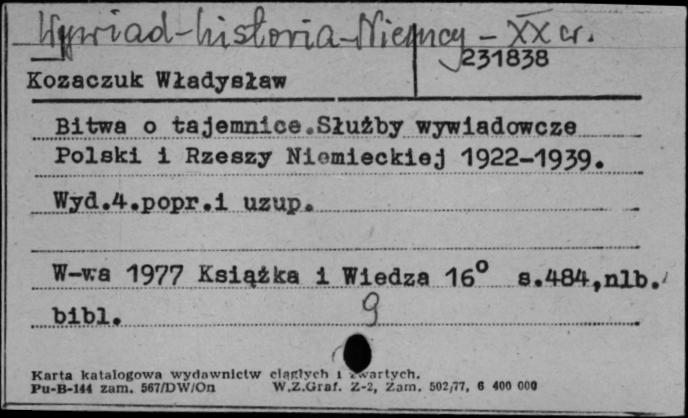 Wywiad-historia-Niemcy - XX w.
231838
Kozaczuk Władysław
Bitwa o tajemnice.Służby wywiadowcze
Polski i Rzeszy Niemieckiej 1922-1939.
Wyd.4.popr.i uzup.
W-wa 1977 Książka i Wiedza 16° s.484,nlb.
bibl. 9
Karta katalogowa wydawnictw ciągłych i zwartych.
Pu-B-144 zam. 567/DW/On W.Z.Graf. Z-2, Zam. 502/77, 6 400 000